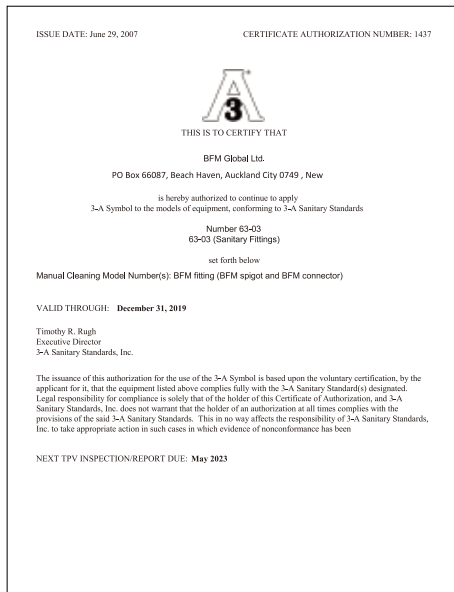 ISSUE DATE: June 29, 2007 CERTIFICATE AUTHORIZATION NUMBER: 1437
A
3
®
THIS IS TO CERTIFY THAT
BFM Global Ltd.
PO Box 66087, Beach Haven, Auckland City 0749 , New
is hereby authorized to continue to apply
3-A Symbol to the models of equipment, conforming to 3-A Sanitary Standards
Number 63-03
63-03 (Sanitary Fittings)
set forth below
Manual Cleaning Model Number(s): BFM fitting (BFM spigot and BFM connector)
VALID THROUGH: December 31, 2019
Timothy R. Rugh
Executive Director
3-A Sanitary Standards, Inc.
The issuance of this authorization for the use of the 3-A Symbol is based upon the voluntary certification, by the
applicant for it, that the equipment listed above complies fully with the 3-A Sanitary Standard(s) designated.
Legal responsibility for compliance is solely that of the holder of this Certificate of Authorization, and 3-A
Sanitary Standards, Inc. does not warrant that the holder of an authorization at all times complies with the
provisions of the said 3-A Sanitary Standards. This in no way affects the responsibility of 3-A Sanitary Standards,
Inc. to take appropriate action in such cases in which evidence of nonconformance has been
NEXT TPV INSPECTION/REPORT DUE: May 2023